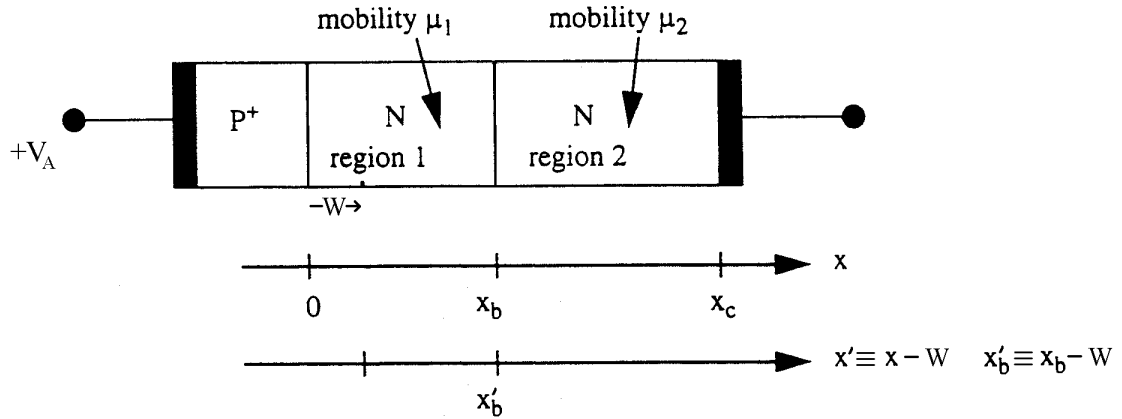 mobility μ₁ mobility μ₂
P⁺ N N
+V_A region 1 region 2
–W→
x
0 x_b x_c
x′ ≡ x – W x′_b ≡ x_b – W
x′_b